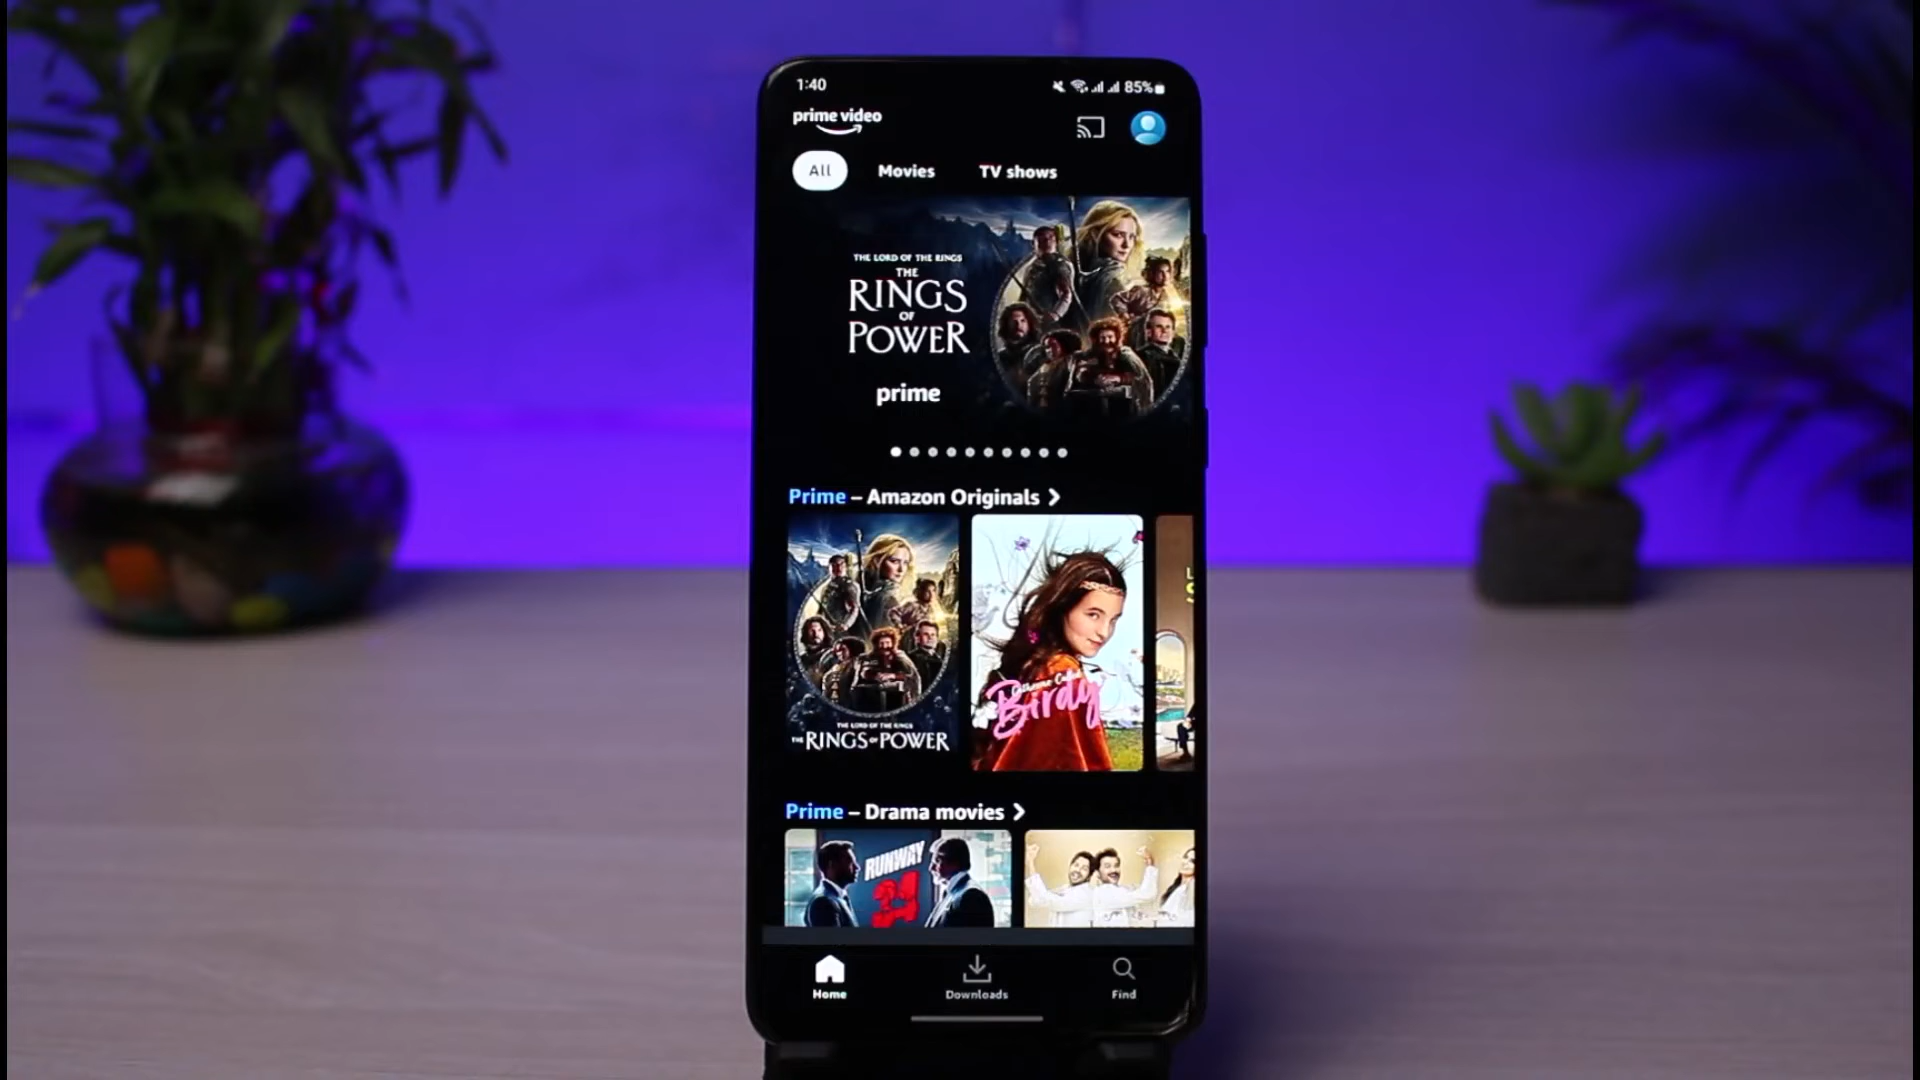 1:40
85%
prime video
All
Movies
TV shows
THE LORD OF THE RINGS
THE
RINGS
OF
POWER
prime
Prime – Amazon Originals
THE LORD OF THE RINGS
THE RINGS OF POWER
Catherine Called
Birdy
Prime – Drama movies
RUNWAY
34
Home
Downloads
Find